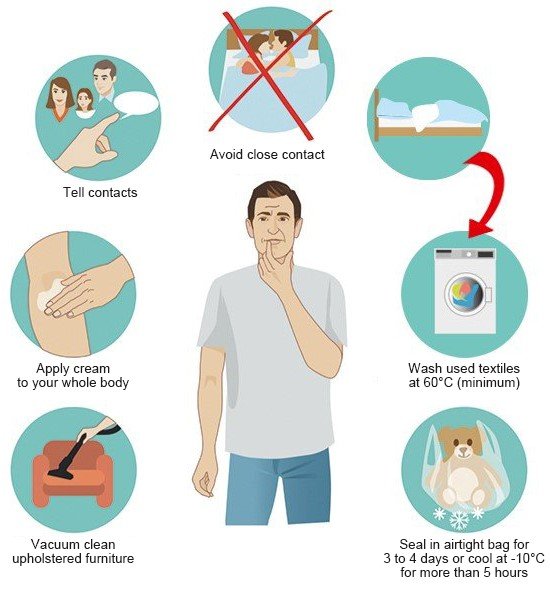 Avoid close contact
Tell contacts
Apply cream
to your whole body
Wash used textiles
at 60°C (minimum)
Vacuum clean
upholstered furniture
Seal in airtight bag for
3 to 4 days or cool at -10°C
for more than 5 hours